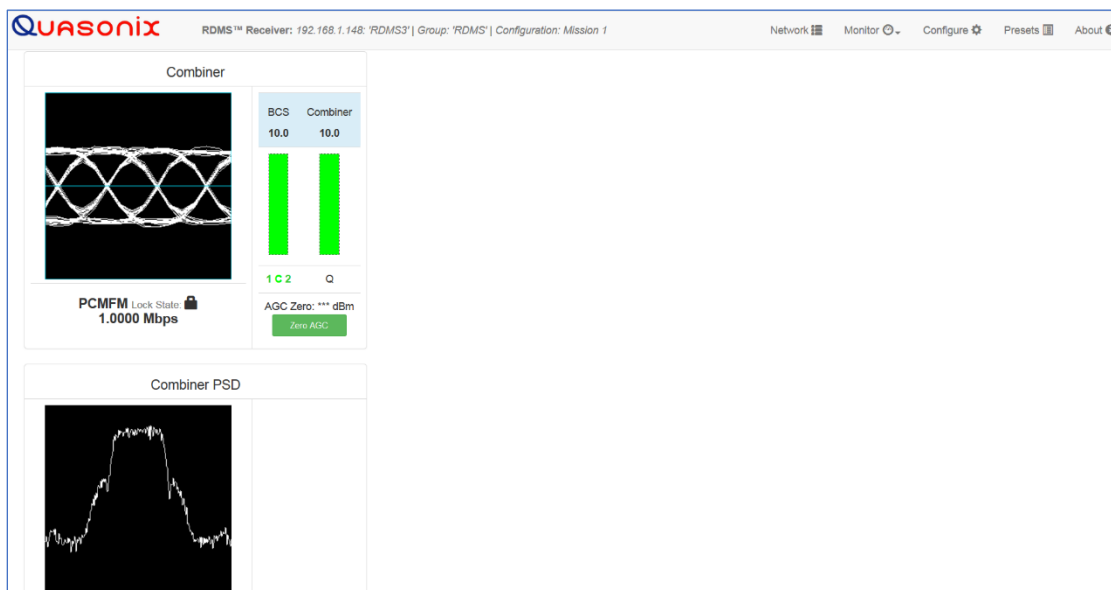 QUASONIX
RDMS™ Receiver: 192.168.1.148: 'RDMS3' | Group: 'RDMS' | Configuration: Mission 1
Network
Monitor
Configure
Presets
About
Combiner
BCS Combiner
10.0 10.0
1 C 2 Q
PCMFM Lock State:
1.0000 Mbps
AGC Zero: *** dBm
Zero AGC
Combiner PSD